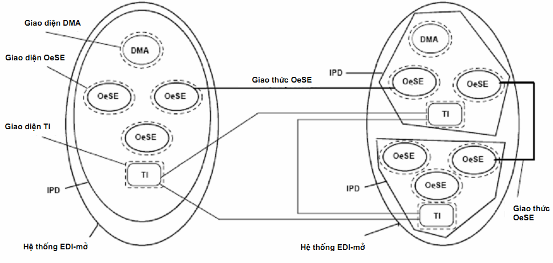 Giao diện DMA
DMA
Giao diện OeSE
OeSE
OeSE
OeSE
Giao diện TI
TI
IPD
Hệ thống EDI-mở
Giao thức OeSE
DMA
IPD
OeSE
OeSE
TI
OeSE
OeSE
OeSE
IPD
TI
Giao thức
OeSE
Hệ thống EDI-mở